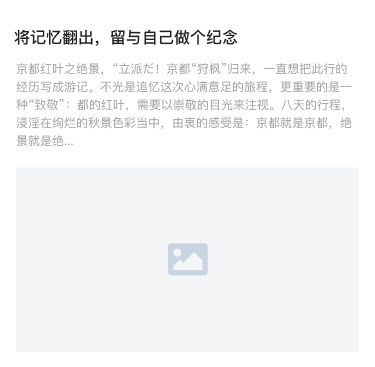 将记忆翻出，留与自己做个纪念
京都红叶之绝景，“立派だ！京都“狩枫”归来，一直想把此行的
经历写成游记。不光是追忆这次心满意足的旅程，更重要的是一
种“致敬”：都的红叶，需要以崇敬的目光来注视。八天的行程，
浸淫在绚烂的秋景色彩当中，由衷的感受是：京都就是京都，绝
景就是绝...